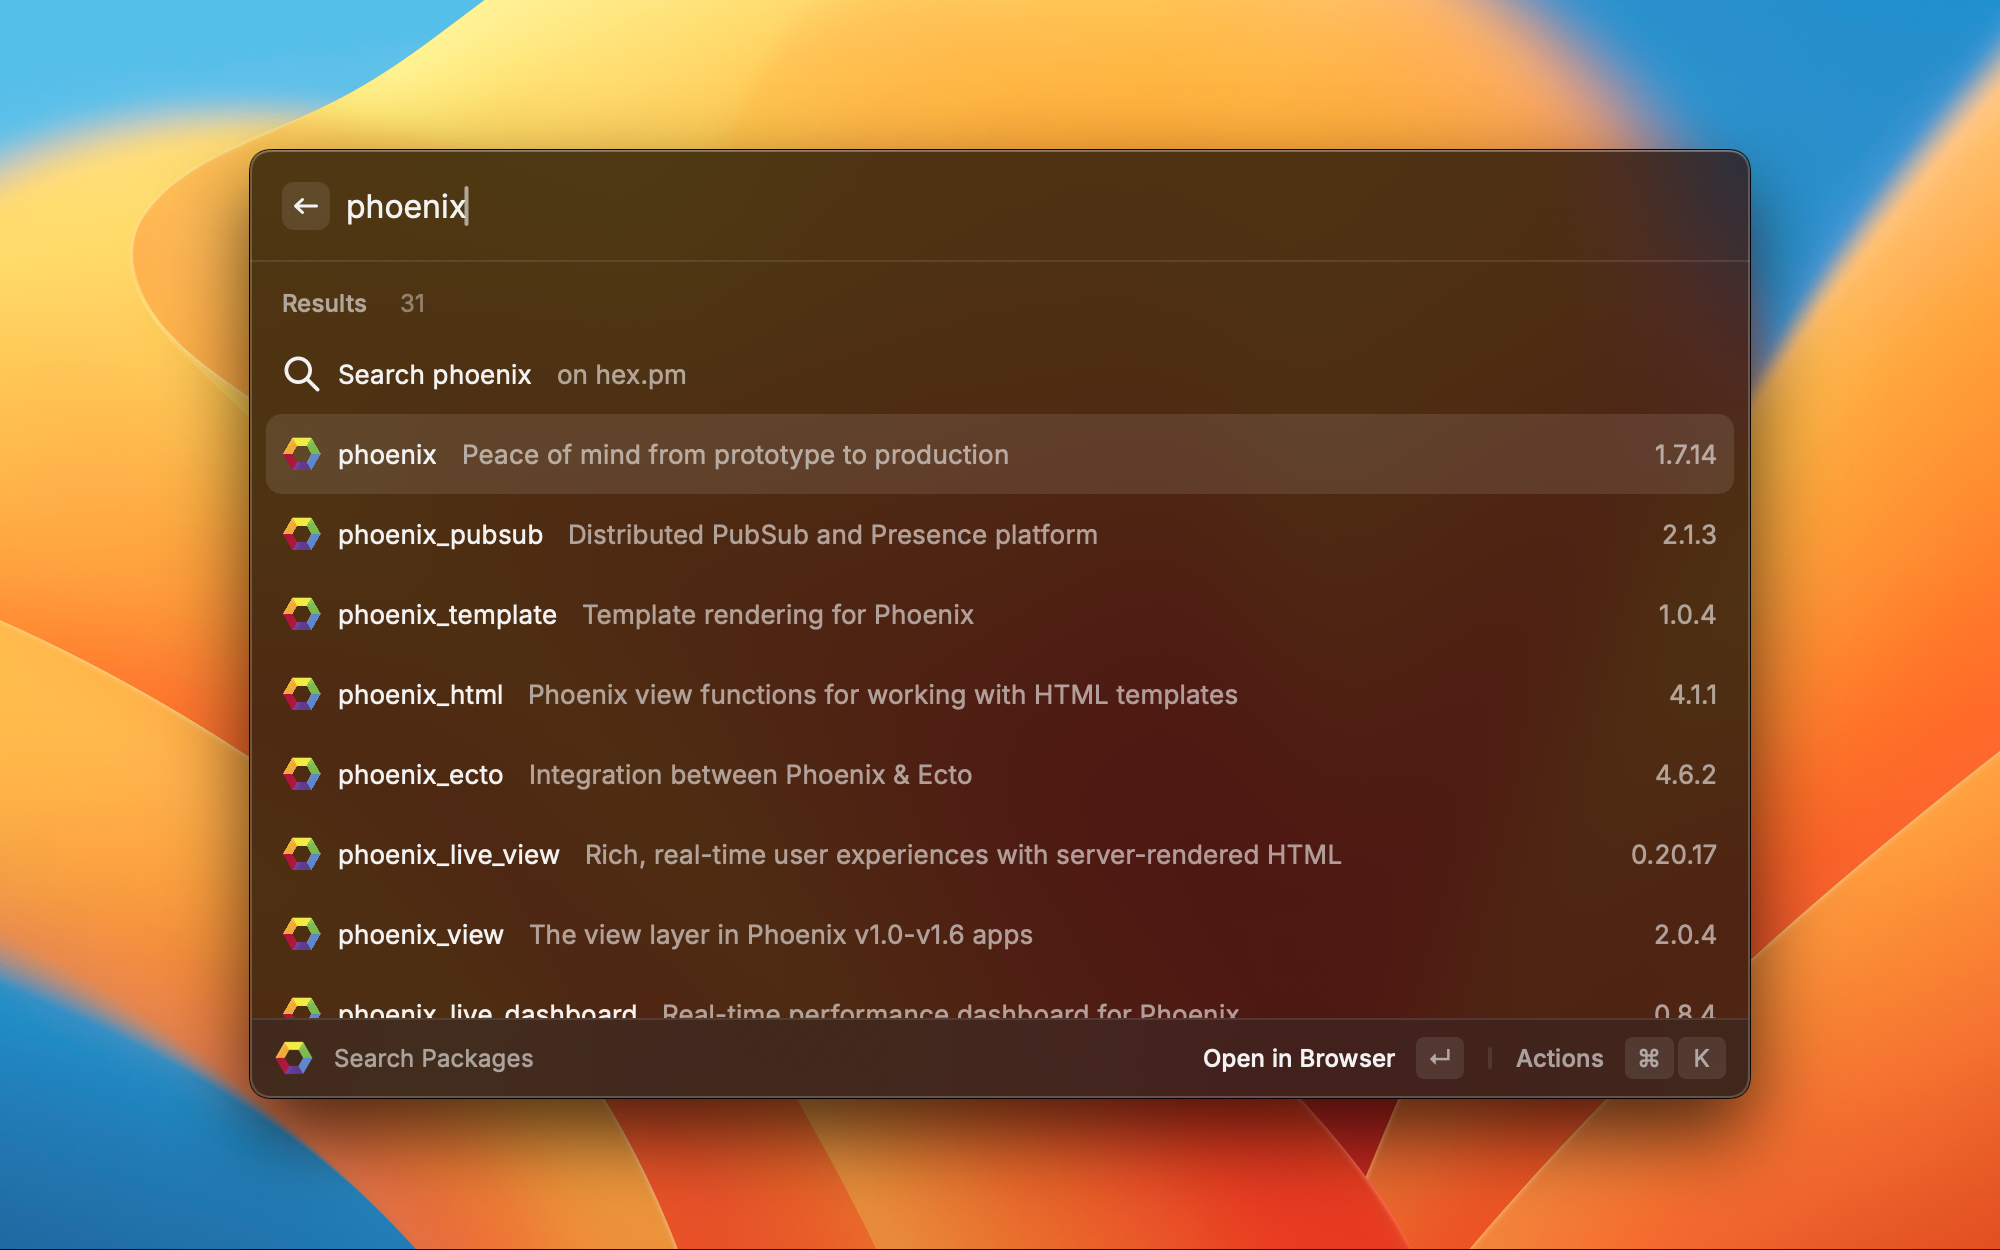 phoenix
Results 31
Search phoenix on hex.pm
phoenix Peace of mind from prototype to production 1.7.14
phoenix_pubsub Distributed PubSub and Presence platform 2.1.3
phoenix_template Template rendering for Phoenix 1.0.4
phoenix_html Phoenix view functions for working with HTML templates 4.1.1
phoenix_ecto Integration between Phoenix & Ecto 4.6.2
phoenix_live_view Rich, real-time user experiences with server-rendered HTML 0.20.17
phoenix_view The view layer in Phoenix v1.0-v1.6 apps 2.0.4
phoenix_live_dashboard Real-time performance dashboard for Phoenix 0.8.4
Search Packages Open in Browser ↵ Actions ⌘ K